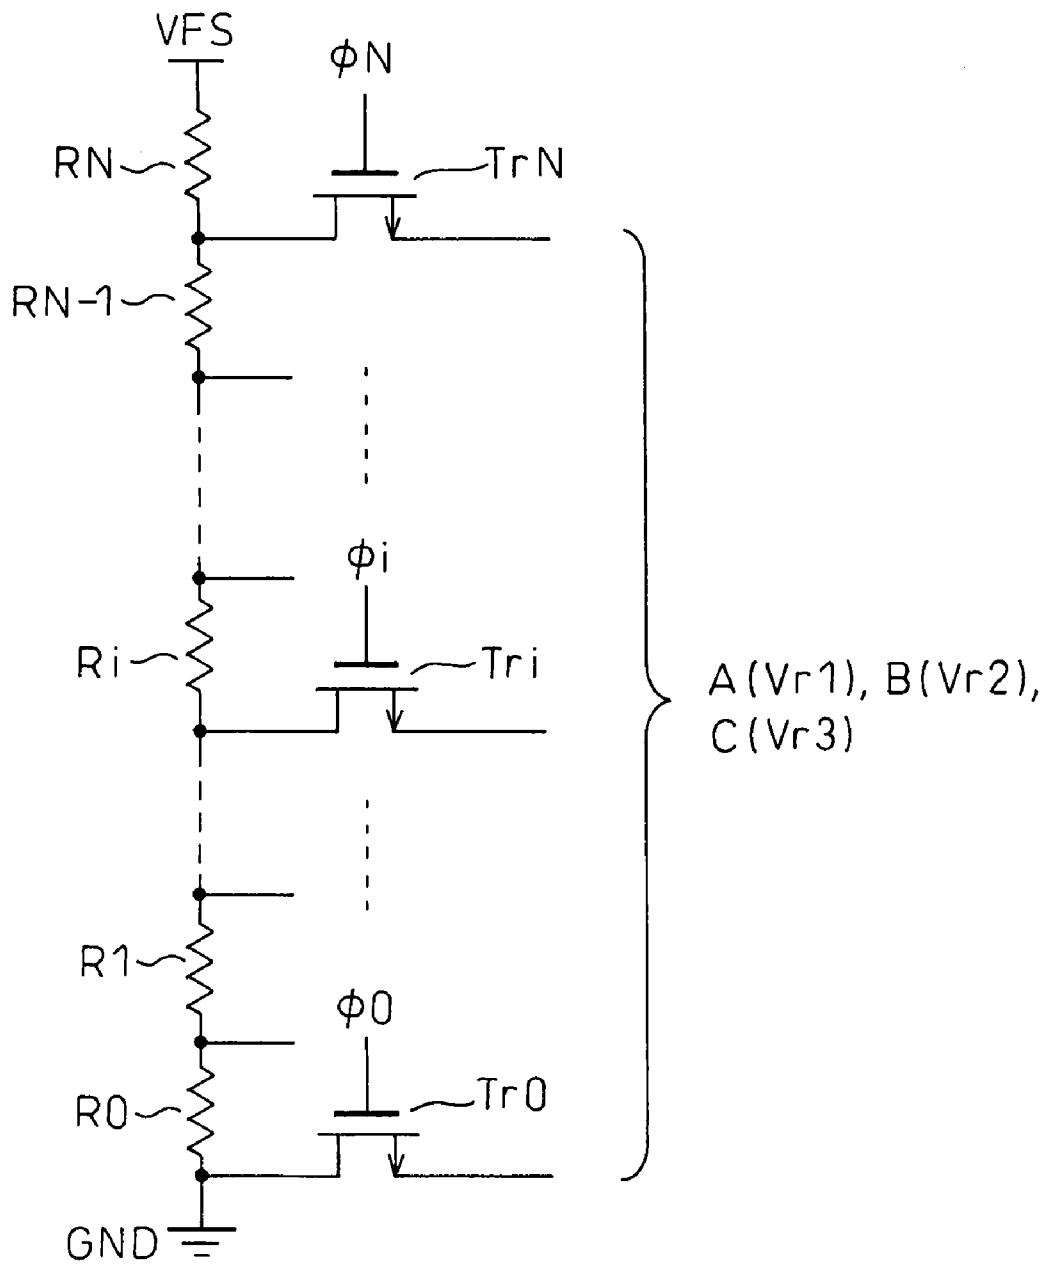 VFS
ϕN
RN
TrN
RN-1
ϕi
Ri
Tri
A(Vr1), B(Vr2),
C(Vr3)
R1
ϕ0
R0
Tr0
GND